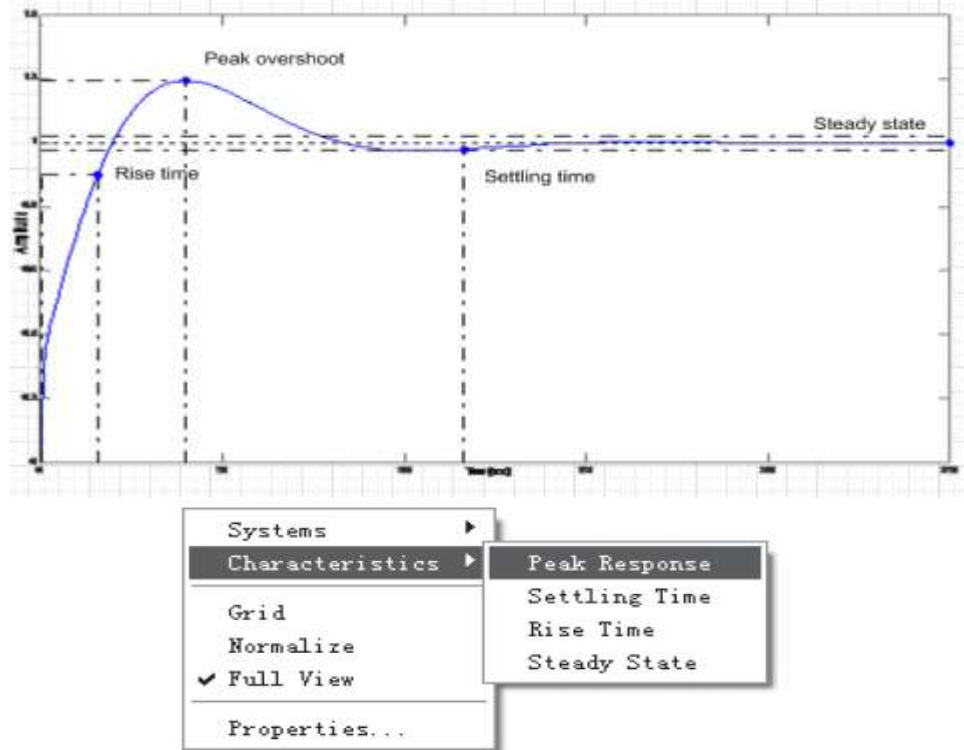 Peak overshoot
Steady state
Rise time
Settling time
Systems
Characteristics
Peak Response
Settling Time
Rise Time
Steady State
Grid
Normalize
Full View
Properties...